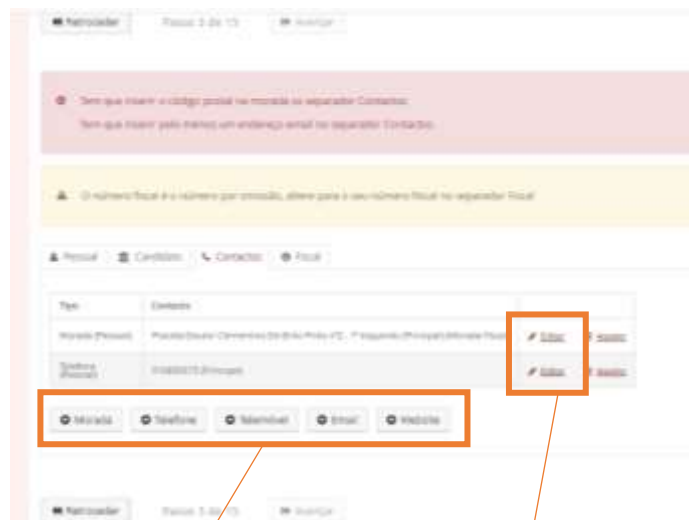 Retroceder Passo 3 de 15 Avançar
Tem que inserir o código postal na morada no separador Contactos.
Tem que inserir pelo menos um endereço email no separador Contactos.
O número fiscal é o número por omissão, altere para o seu número fiscal no separador Fiscal
Pessoal Candidato Contactos Fiscal
Tipo Contacto
Morada (Pessoal) Editar Apagar
Telefone (Pessoal) (Principal) Editar Apagar
Morada Telefone Telemóvel Email Website
Retroceder Passo 3 de 15 Avançar